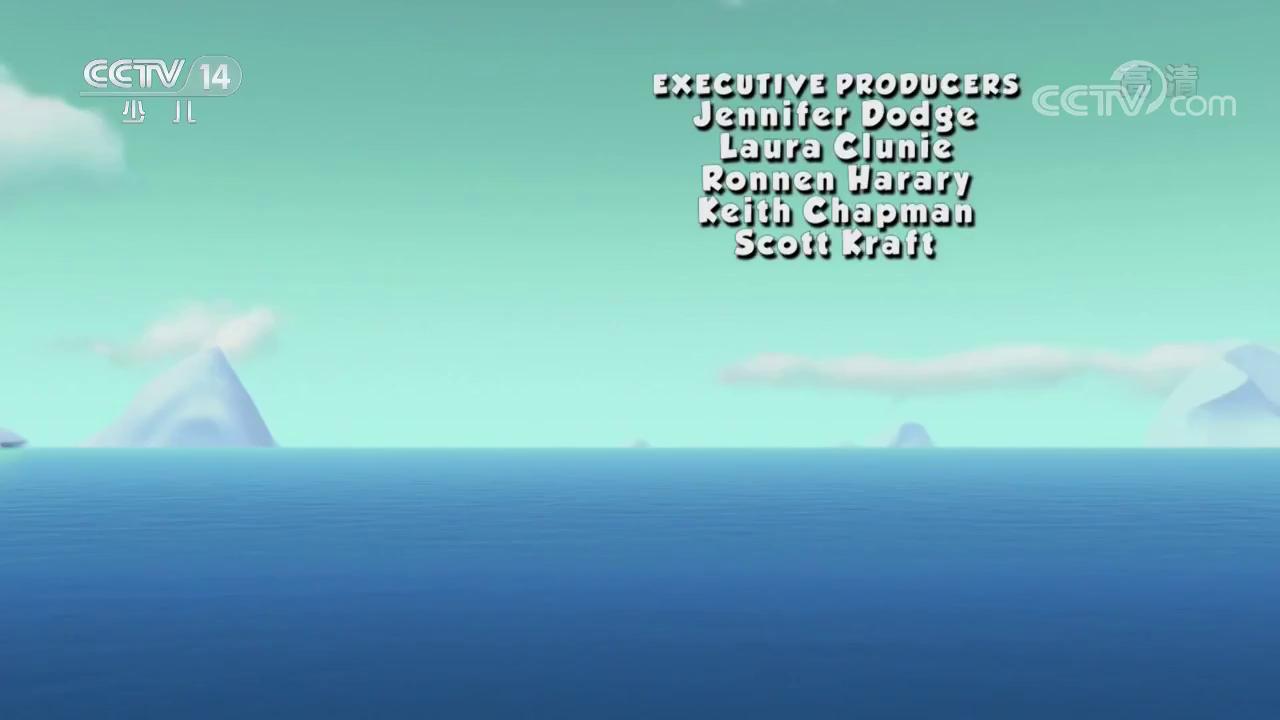 CCTV 14
少儿
高清
CCTV.com
EXECUTIVE PRODUCERS
Jennifer Dodge
Laura Clunie
Ronnen Harary
Keith Chapman
Scott Kraft